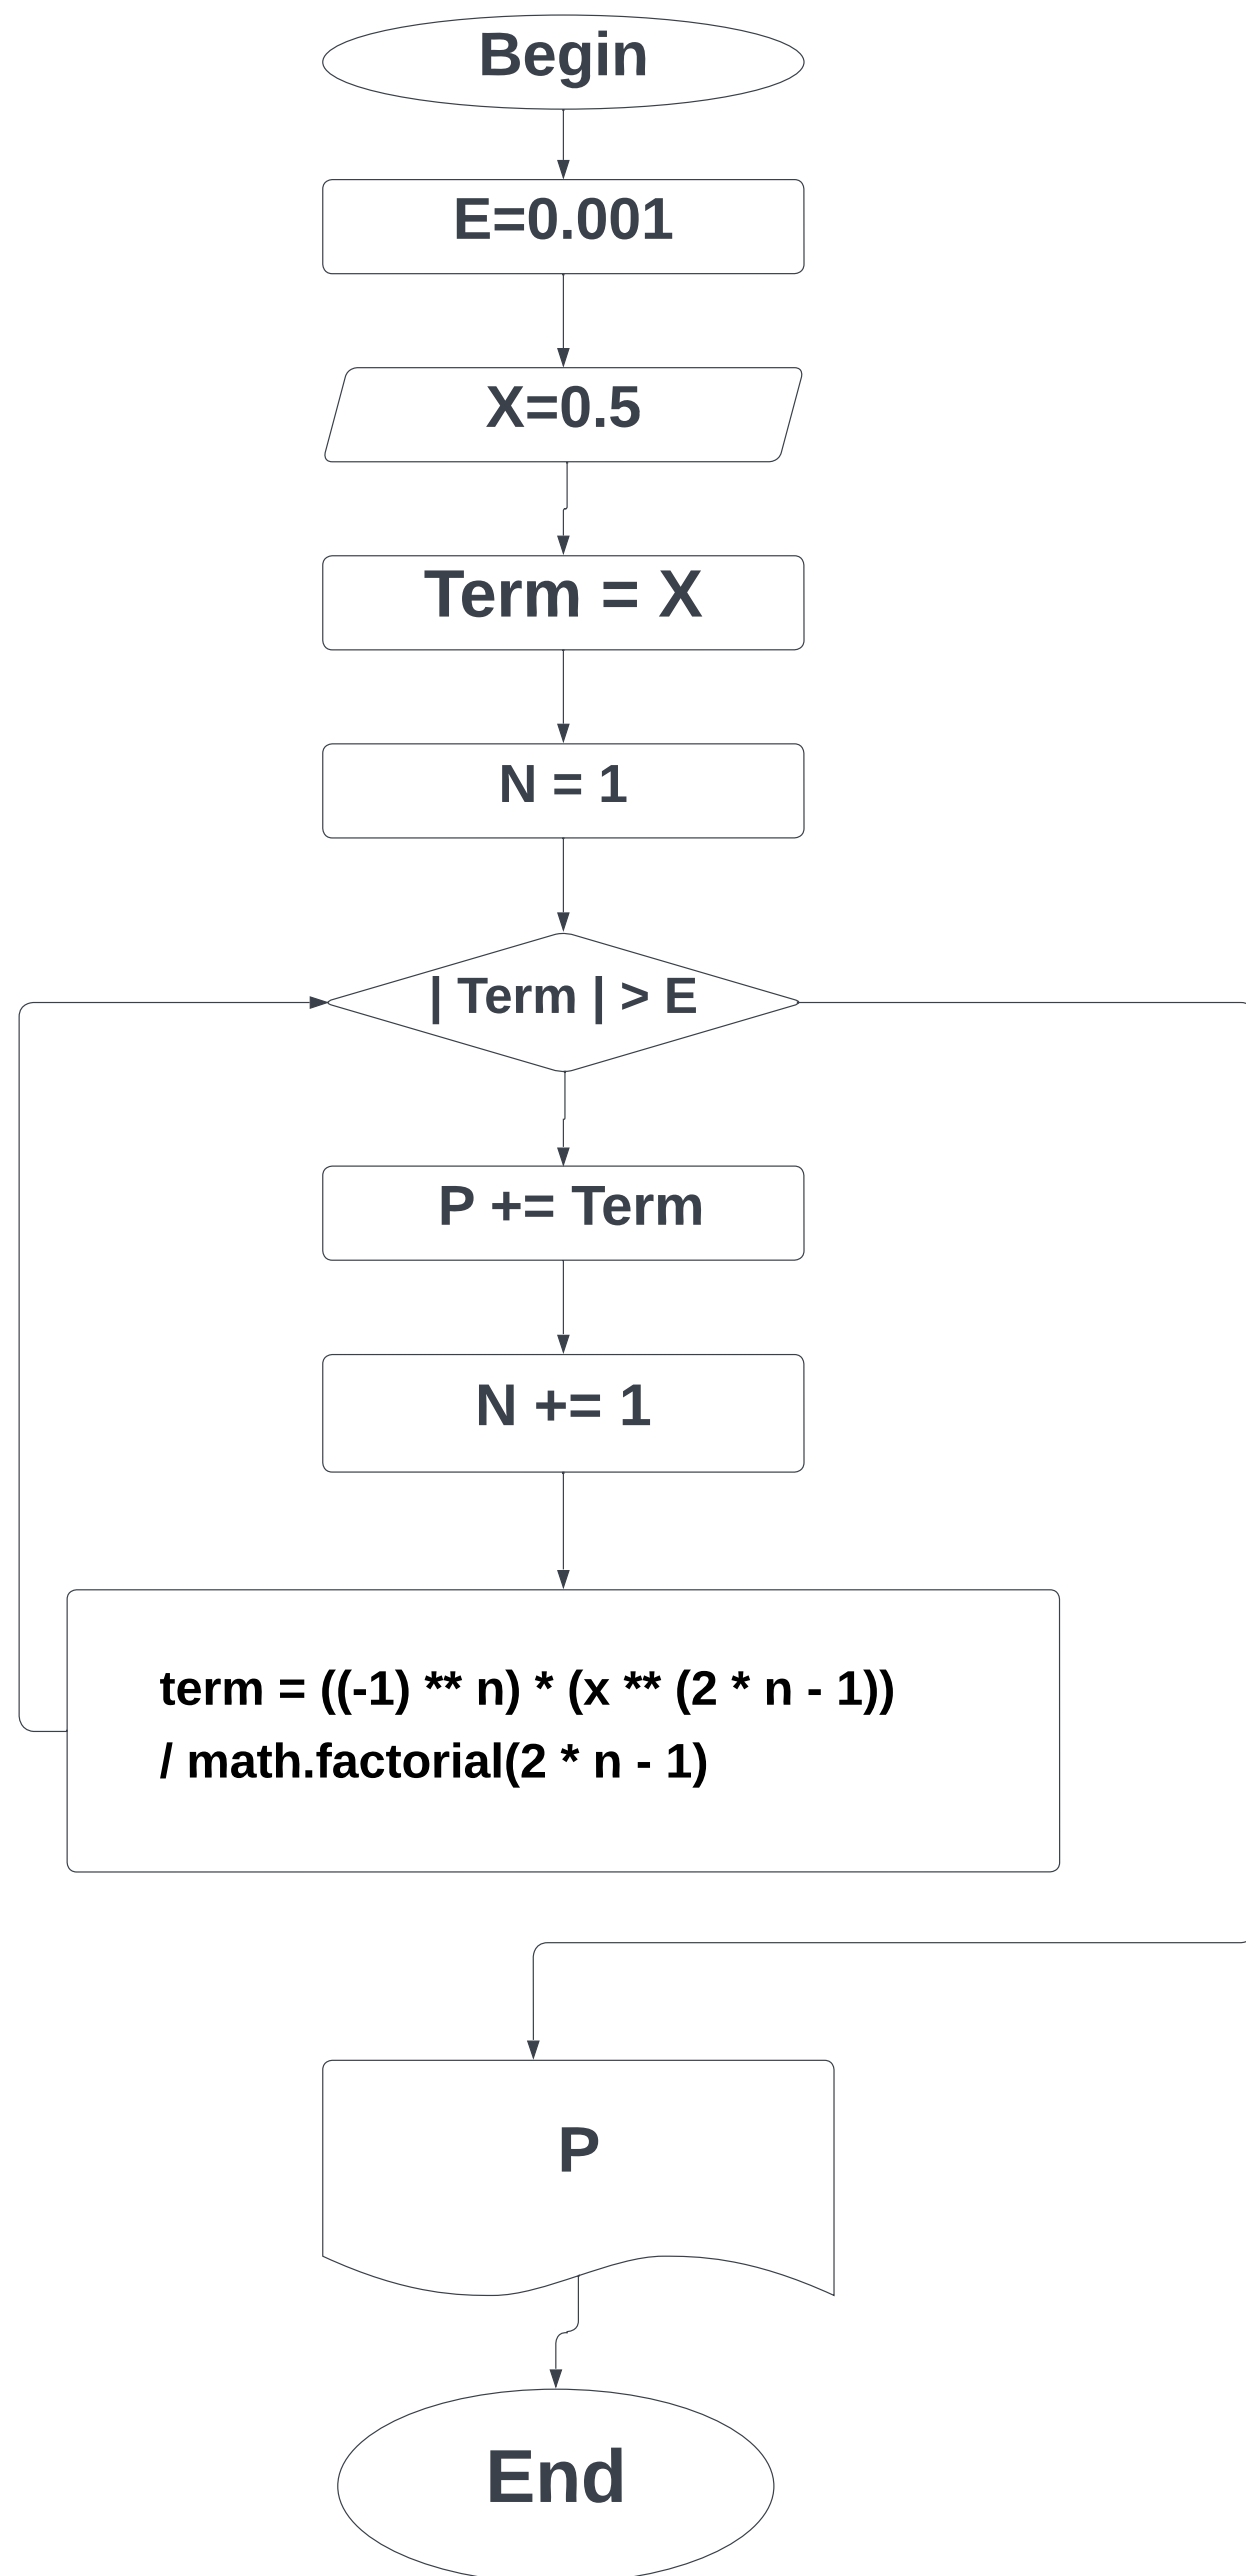 Begin
E=0.001
X=0.5
Term = X
N = 1
| Term | > E
P += Term
N += 1
term = ((-1) ** n) * (x ** (2 * n - 1))
/ math.factorial(2 * n - 1)
P
End